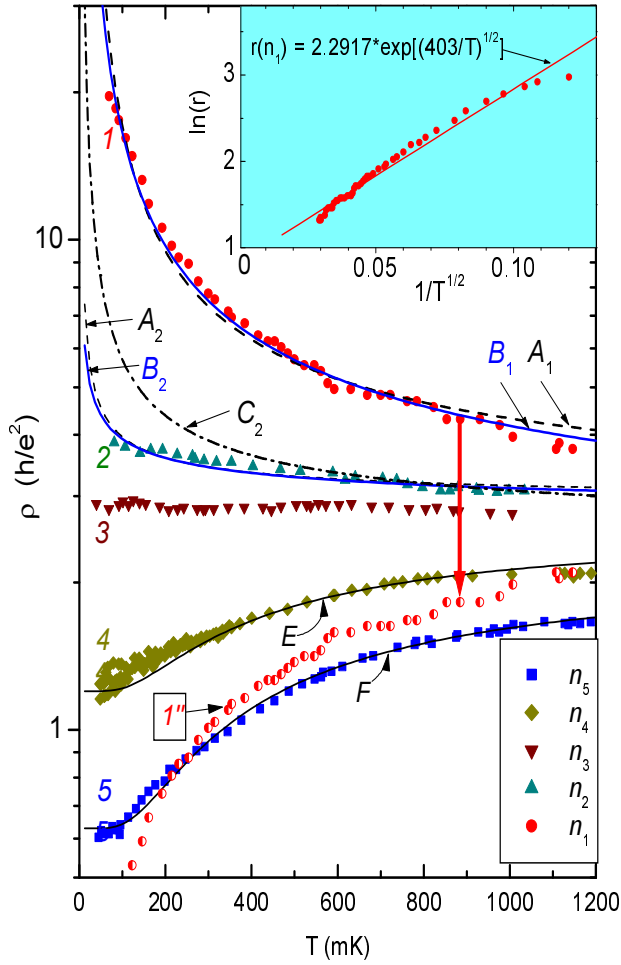 r(n1) = 2.2917*exp[(403/T)^1/2]
ln(r)
3
2
1
0
0.05
0.10
1/T^1/2
1
10
A2
B2
C2
B1
A1
2
ρ (h/e²)
3
4
E
1"
F
1
5
n5
n4
n3
n2
n1
0
200
400
600
800
1000
1200
T (mK)